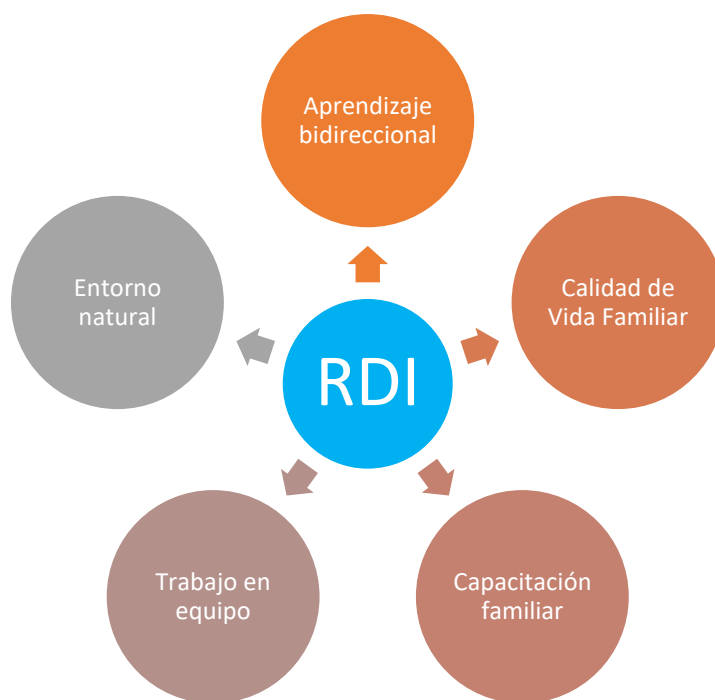 Aprendizaje
bidireccional
Entorno
natural
Calidad de
Vida Familiar
RDI
Trabajo en
equipo
Capacitación
familiar